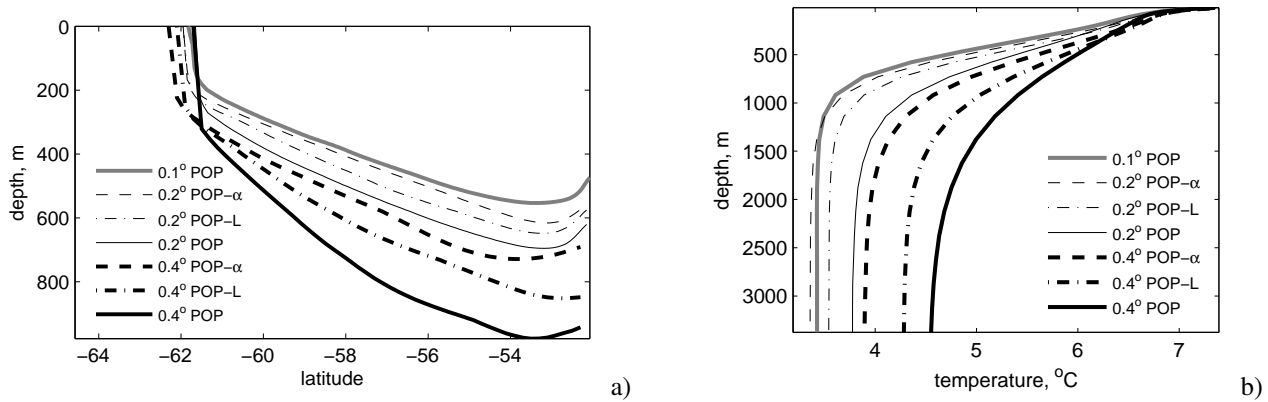 0
200
400
600
800
depth, m
0.1° POP
0.2° POP−α
0.2° POP−L
0.2° POP
0.4° POP−α
0.4° POP−L
0.4° POP
−64 −62 −60 −58 −56 −54
latitude
a)
500
1000
1500
2000
2500
3000
depth, m
0.1° POP
0.2° POP−α
0.2° POP−L
0.2° POP
0.4° POP−α
0.4° POP−L
0.4° POP
4 5 6 7
temperature, °C
b)